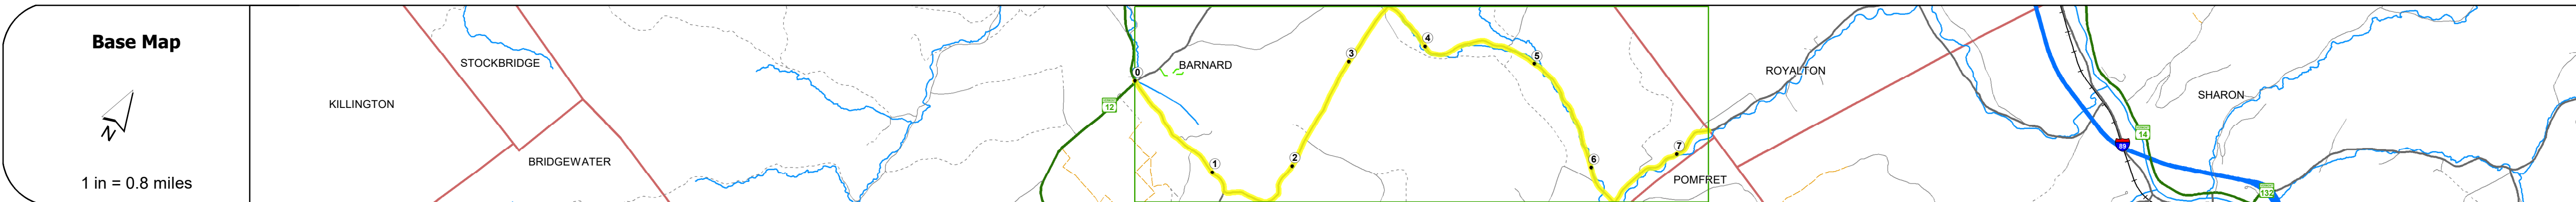 Base Map
N
1 in = 0.8 miles
KILLINGTON
STOCKBRIDGE
BRIDGEWATER
12
0
BARNARD
1
2
3
4
5
6
7
POMFRET
ROYALTON
89
14
SHARON
132